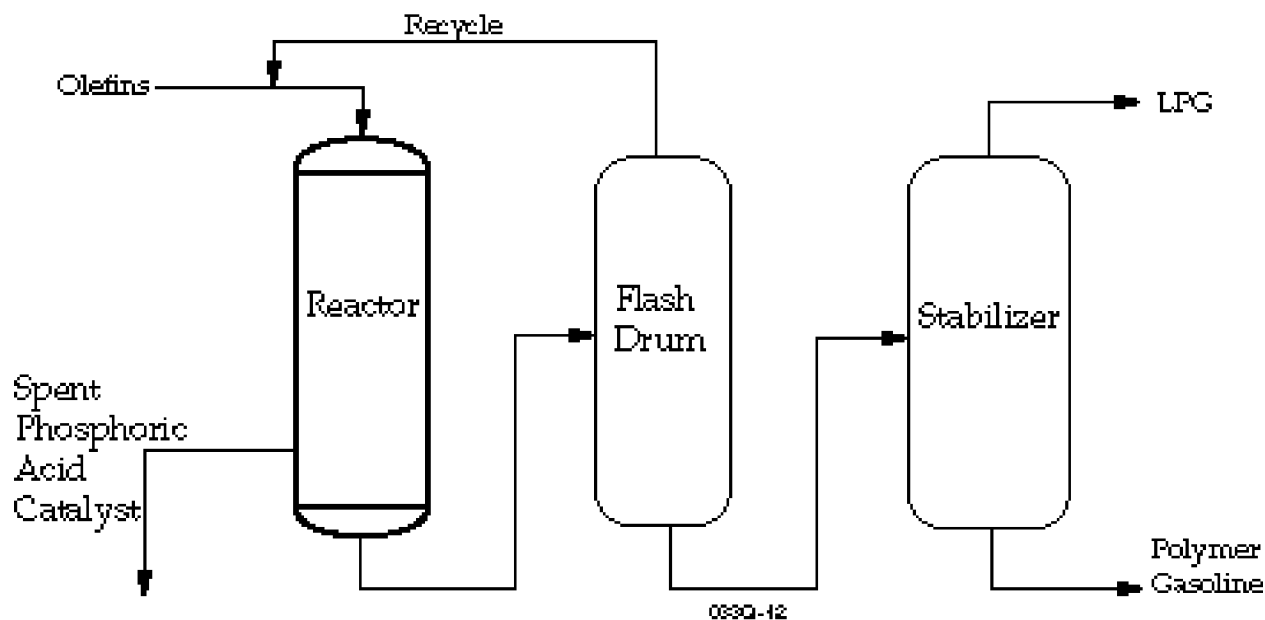 Recycle
Olefins
LPG
Reactor
Flash
Drum
Stabilizer
Spent
Phosphoric
Acid
Catalyst
Polymer
Gasoline
033Q-12